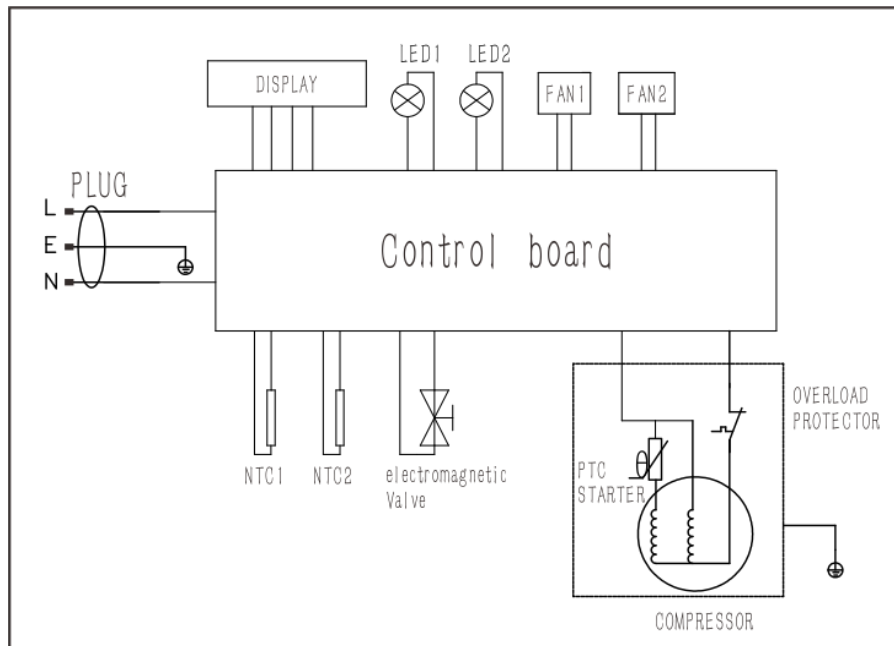 LED1 LED2
DISPLAY
FAN1 FAN2
PLUG
L
E
N
Control board
OVERLOAD
PROTECTOR
NTC1 NTC2 electromagnetic
Valve
PTC
STARTER
θ
COMPRESSOR